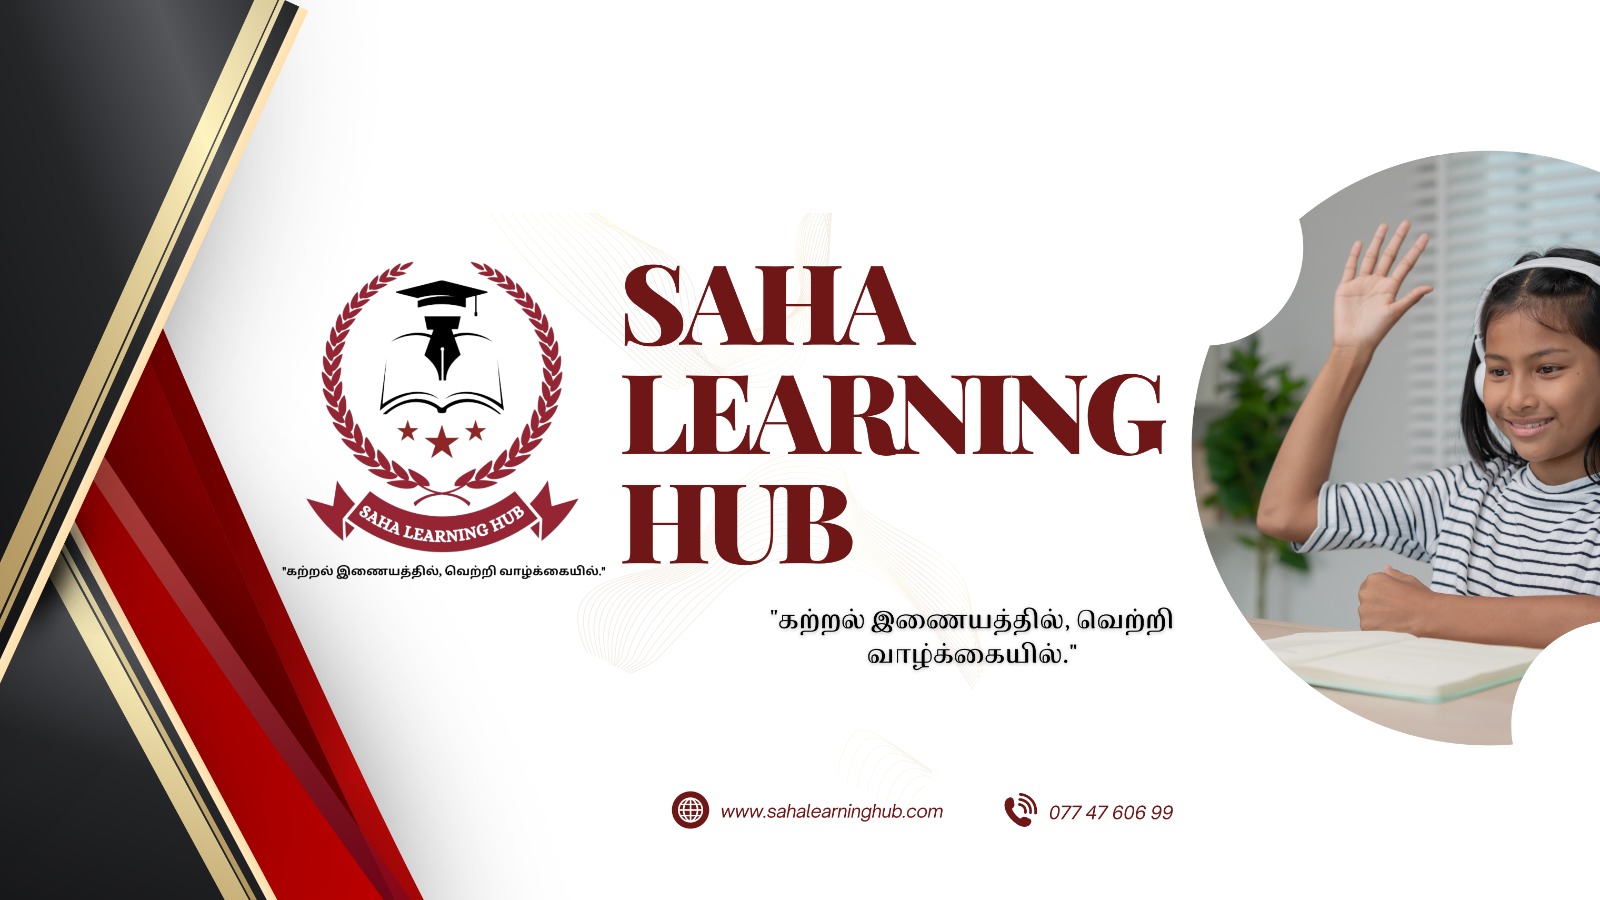 SAHA LEARNING HUB
"கற்றல் இணையத்தில், வெற்றி வாழ்க்கையில்."
SAHA
LEARNING
HUB
"கற்றல் இணையத்தில், வெற்றி
வாழ்க்கையில்."
www.sahalearninghub.com
077 47 606 99